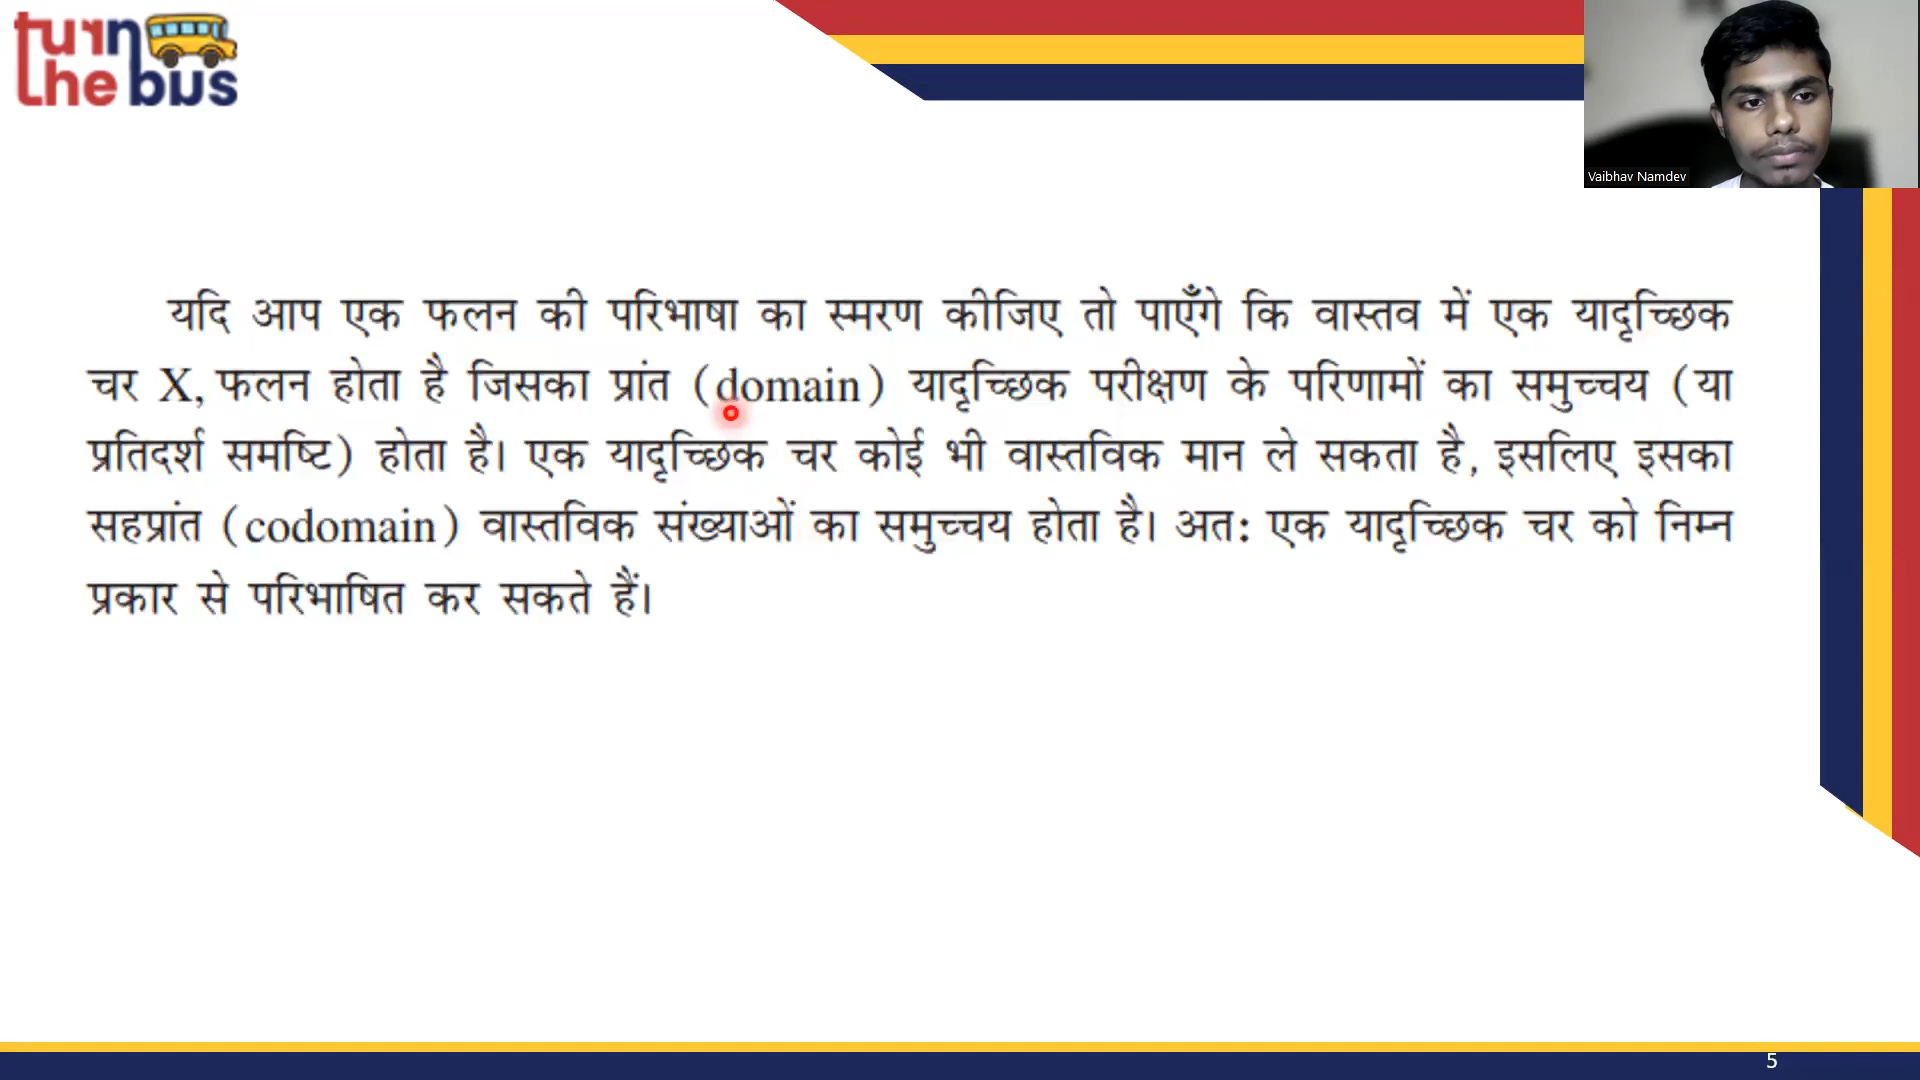 turn
the bus
Vaibhav Namdev
यदि आप एक फलन की परिभाषा का स्मरण कीजिए तो पाएँगे कि वास्तव में एक यादृच्छिक
चर X, फलन होता है जिसका प्रांत (domain) यादृच्छिक परीक्षण के परिणामों का समुच्चय (या
प्रतिदर्श समष्टि) होता है। एक यादृच्छिक चर कोई भी वास्तविक मान ले सकता है, इसलिए इसका
सहप्रांत (codomain) वास्तविक संख्याओं का समुच्चय होता है। अत: एक यादृच्छिक चर को निम्न
प्रकार से परिभाषित कर सकते हैं।
5